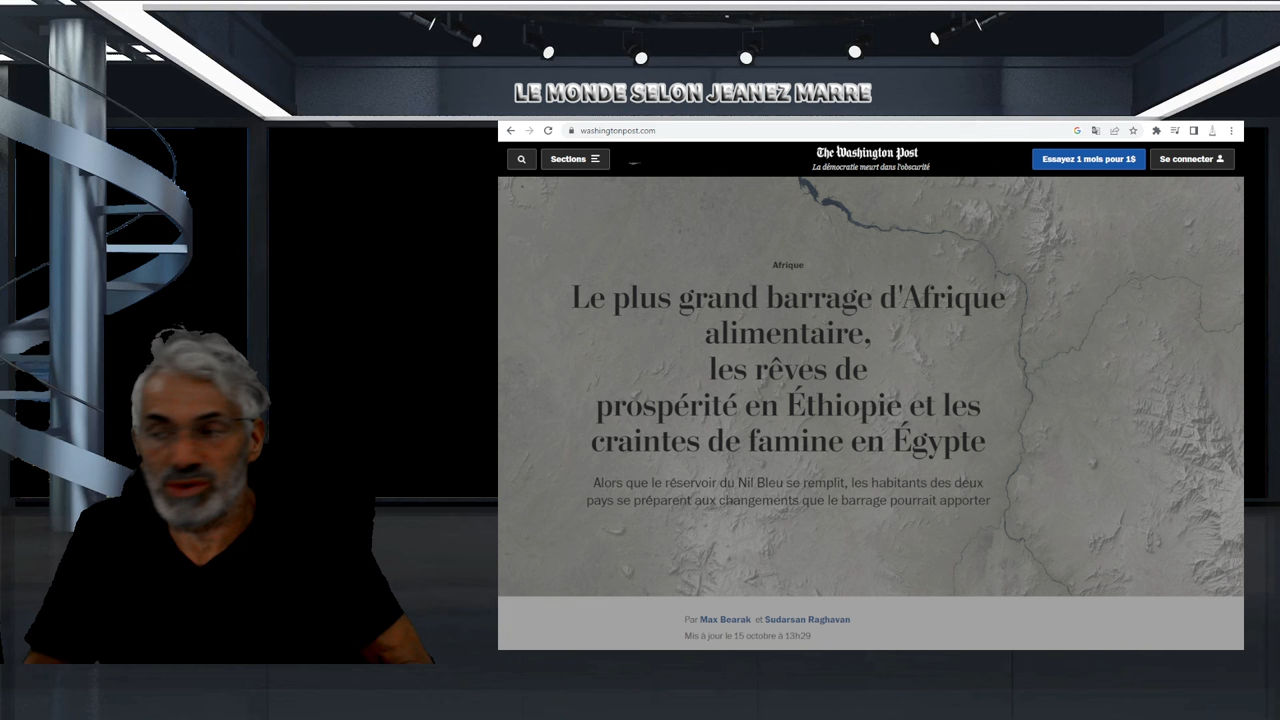 LE MONDE SELON JEANEZ MARRE
washingtonpost.com
Sections
The Washington Post
La démocratie meurt dans l'obscurité
Essayez 1 mois pour 1$
Se connecter
Afrique
Le plus grand barrage d'Afrique
alimentaire,
les rêves de
prospérité en Éthiopie et les
craintes de famine en Égypte
Alors que le réservoir du Nil Bleu se remplit, les habitants des deux
pays se préparent aux changements que le barrage pourrait apporter
Par Max Bearak et Sudarsan Raghavan
Mis à jour le 15 octobre à 13h29